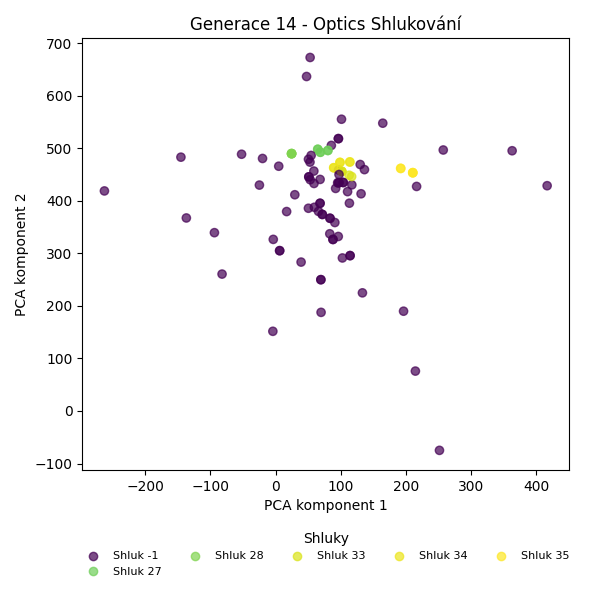 Generace 14 - Optics Shlukování
700
600
500
400
300
200
100
0
−100
PCA komponent 2
−200 −100 0 100 200 300 400
PCA komponent 1
Shluky
Shluk -1 Shluk 28 Shluk 33 Shluk 34 Shluk 35
Shluk 27